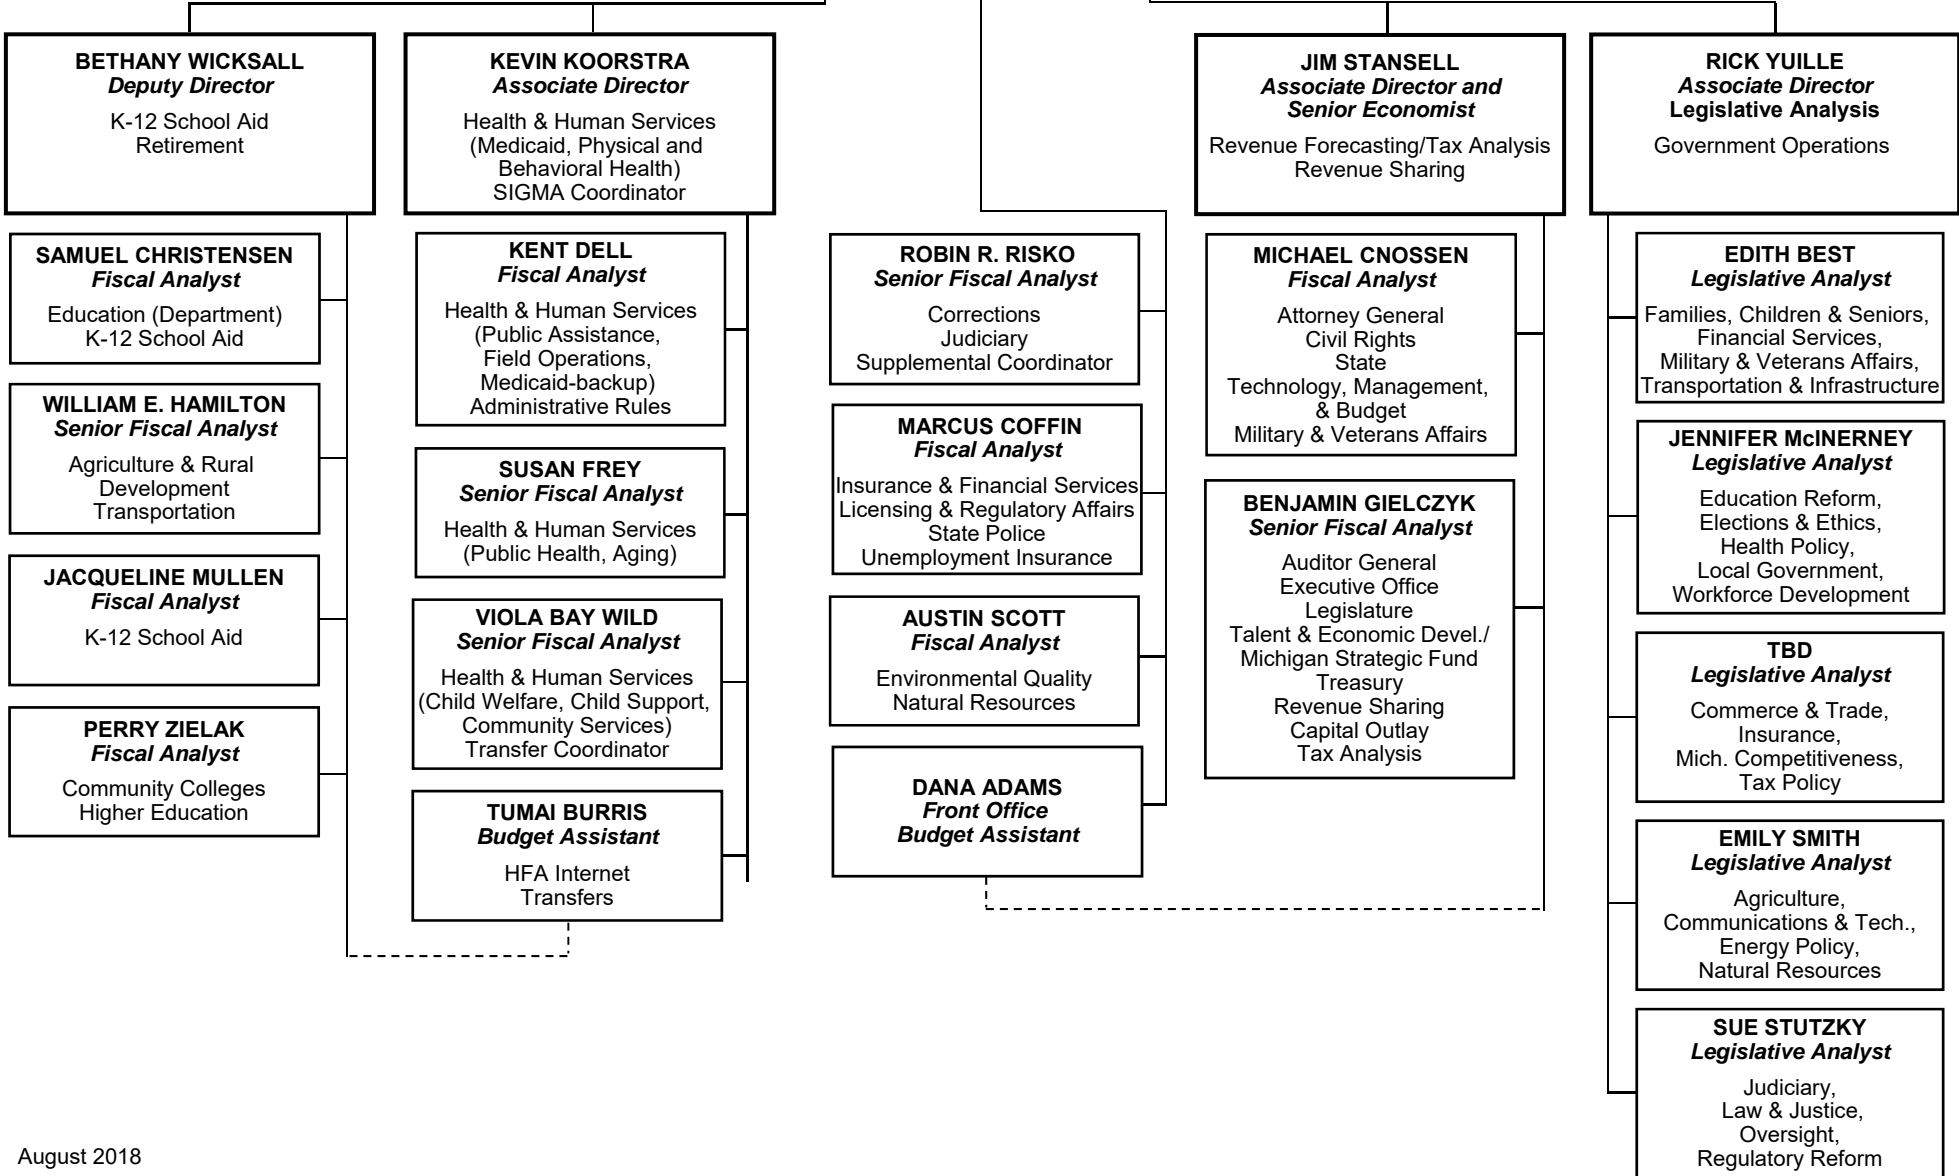 BETHANY WICKSALL
Deputy Director
K-12 School Aid
Retirement
SAMUEL CHRISTENSEN
Fiscal Analyst
Education (Department)
K-12 School Aid
WILLIAM E. HAMILTON
Senior Fiscal Analyst
Agriculture & Rural
Development
Transportation
JACQUELINE MULLEN
Fiscal Analyst
K-12 School Aid
PERRY ZIELAK
Fiscal Analyst
Community Colleges
Higher Education
KEVIN KOORSTRA
Associate Director
Health & Human Services
(Medicaid, Physical and
Behavioral Health)
SIGMA Coordinator
KENT DELL
Fiscal Analyst
Health & Human Services
(Public Assistance,
Field Operations,
Medicaid-backup)
Administrative Rules
SUSAN FREY
Senior Fiscal Analyst
Health & Human Services
(Public Health, Aging)
VIOLA BAY WILD
Senior Fiscal Analyst
Health & Human Services
(Child Welfare, Child Support,
Community Services)
Transfer Coordinator
TUMAI BURRIS
Budget Assistant
HFA Internet
Transfers
ROBIN R. RISKO
Senior Fiscal Analyst
Corrections
Judiciary
Supplemental Coordinator
MARCUS COFFIN
Fiscal Analyst
Insurance & Financial Services
Licensing & Regulatory Affairs
State Police
Unemployment Insurance
AUSTIN SCOTT
Fiscal Analyst
Environmental Quality
Natural Resources
DANA ADAMS
Front Office
Budget Assistant
JIM STANSELL
Associate Director and
Senior Economist
Revenue Forecasting/Tax Analysis
Revenue Sharing
MICHAEL CNOSSEN
Fiscal Analyst
Attorney General
Civil Rights
State
Technology, Management,
& Budget
Military & Veterans Affairs
BENJAMIN GIELCZYK
Senior Fiscal Analyst
Auditor General
Executive Office
Legislature
Talent & Economic Devel./
Michigan Strategic Fund
Treasury
Revenue Sharing
Capital Outlay
Tax Analysis
RICK YUILLE
Associate Director
Legislative Analysis
Government Operations
EDITH BEST
Legislative Analyst
Families, Children & Seniors,
Financial Services,
Military & Veterans Affairs,
Transportation & Infrastructure
JENNIFER McINERNEY
Legislative Analyst
Education Reform,
Elections & Ethics,
Health Policy,
Local Government,
Workforce Development
TBD
Legislative Analyst
Commerce & Trade,
Insurance,
Mich. Competitiveness,
Tax Policy
EMILY SMITH
Legislative Analyst
Agriculture,
Communications & Tech.,
Energy Policy,
Natural Resources
SUE STUTZKY
Legislative Analyst
Judiciary,
Law & Justice,
Oversight,
Regulatory Reform
August 2018